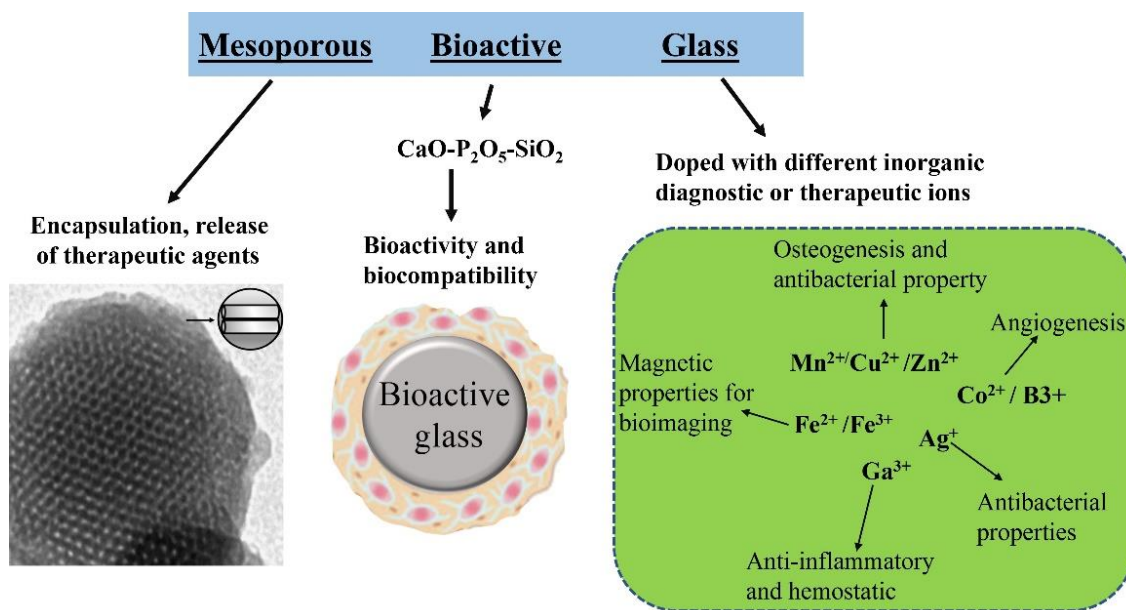 Mesoporous Bioactive Glass
CaO-P₂O₅-SiO₂
Encapsulation, release
of therapeutic agents
Bioactivity and
biocompatibility
Bioactive
glass
Doped with different inorganic
diagnostic or therapeutic ions
Osteogenesis and
antibacterial property
Angiogenesis
Mn²⁺/Cu²⁺ /Zn²⁺
Co²⁺ / B3+
Magnetic
properties for
bioimaging
Fe²⁺ /Fe³⁺
Ag⁺
Ga³⁺
Antibacterial
properties
Anti-inflammatory
and hemostatic